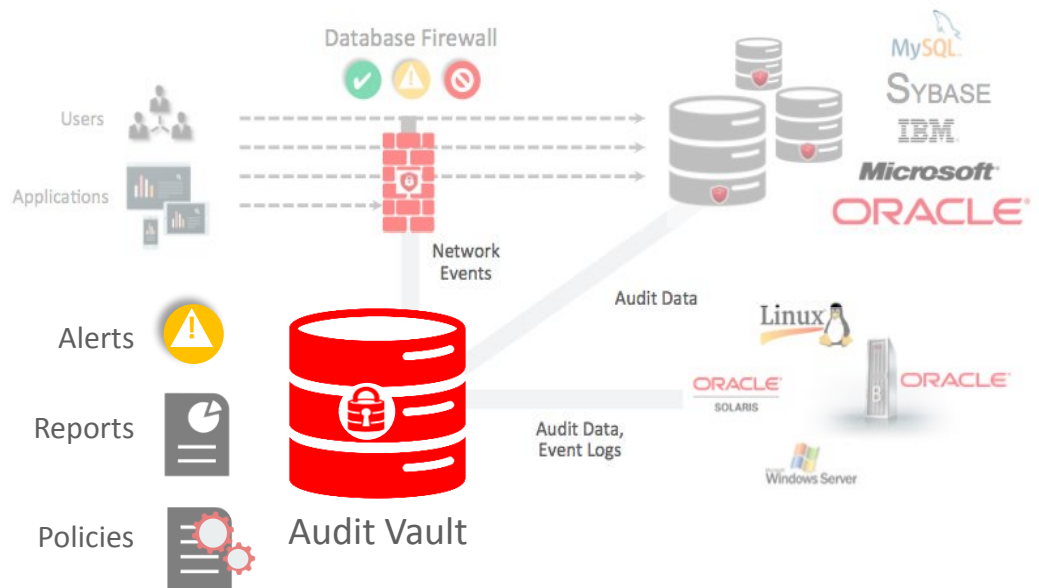 Database Firewall
MySQL
SYBASE
IBM
Microsoft
ORACLE
Users
Applications
Network
Events
Audit Data
Alerts
Linux
ORACLE
SOLARIS
B
ORACLE
Reports
Audit Data,
Event Logs
Microsoft
Windows Server
Policies
Audit Vault